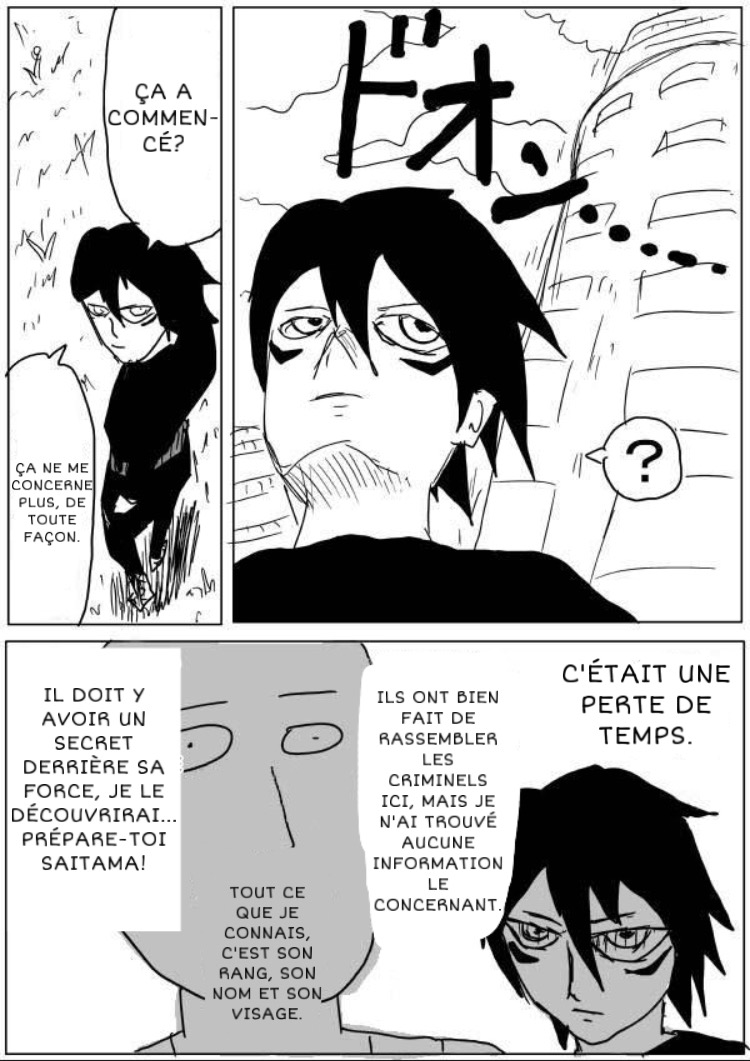 ドオン……
?
ÇA A
COMMEN-
CÉ?
ÇA NE ME
CONCERNE
PLUS, DE
TOUTE
FAÇON.
C'ÉTAIT UNE
PERTE DE
TEMPS.
ILS ONT BIEN
FAIT DE
RASSEMBLER
LES
CRIMINELS
ICI, MAIS JE
N'AI TROUVÉ
AUCUNE
INFORMATION
LE
CONCERNANT.
TOUT CE
QUE JE
CONNAIS,
C'EST SON
RANG, SON
NOM ET SON
VISAGE.
IL DOIT Y
AVOIR UN
SECRET
DERRIÈRE SA
FORCE, JE LE
DÉCOUVRIRAI...
PRÉPARE-TOI
SAITAMA!